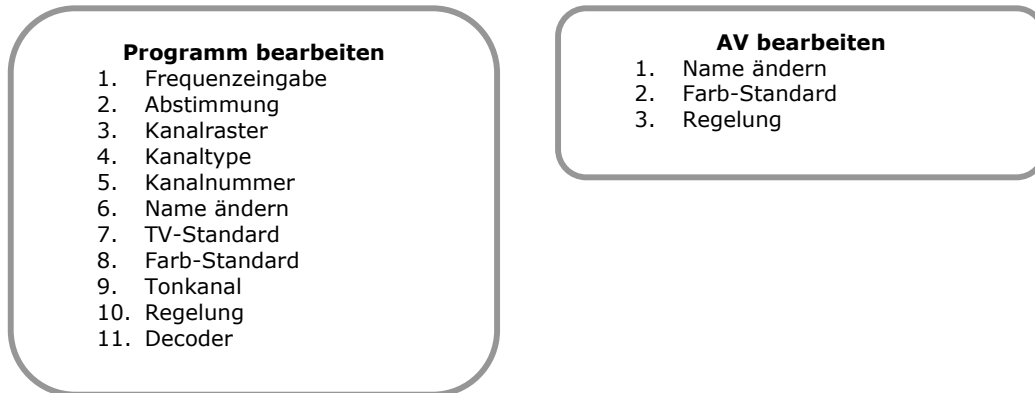 Programm bearbeiten
1. Frequenzeingabe
2. Abstimmung
3. Kanalraster
4. Kanaltype
5. Kanalnummer
6. Name ändern
7. TV-Standard
8. Farb-Standard
9. Tonkanal
10. Regelung
11. Decoder
AV bearbeiten
1. Name ändern
2. Farb-Standard
3. Regelung